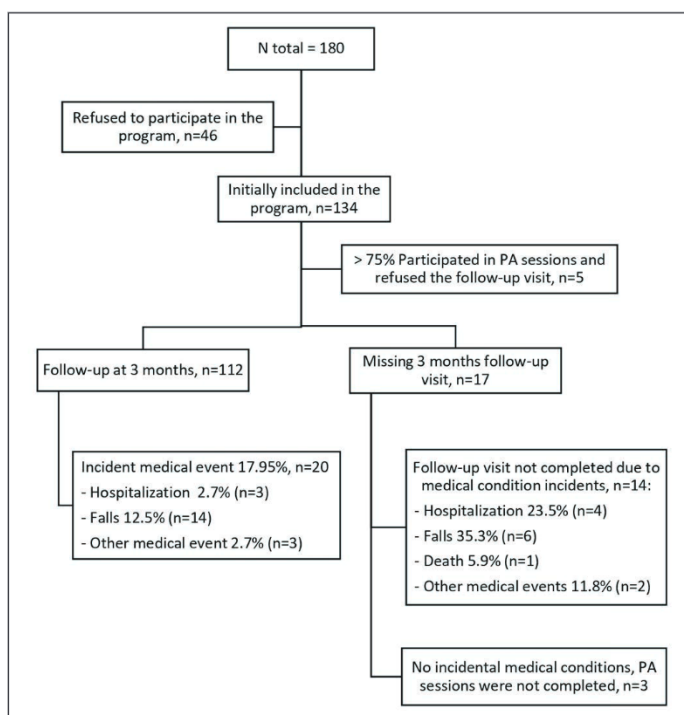 N total = 180
Refused to participate in the
program, n=46
Initially included in the
program, n=134
> 75% Participated in PA sessions and
refused the follow-up visit, n=5
Follow-up at 3 months, n=112
Missing 3 months follow-up
visit, n=17
Incident medical event 17.95%, n=20
- Hospitalization 2.7% (n=3)
- Falls 12.5% (n=14)
- Other medical event 2.7% (n=3)
Follow-up visit not completed due to
medical condition incidents, n=14:
- Hospitalization 23.5% (n=4)
- Falls 35.3% (n=6)
- Death 5.9% (n=1)
- Other medical events 11.8% (n=2)
No incidental medical conditions, PA
sessions were not completed, n=3